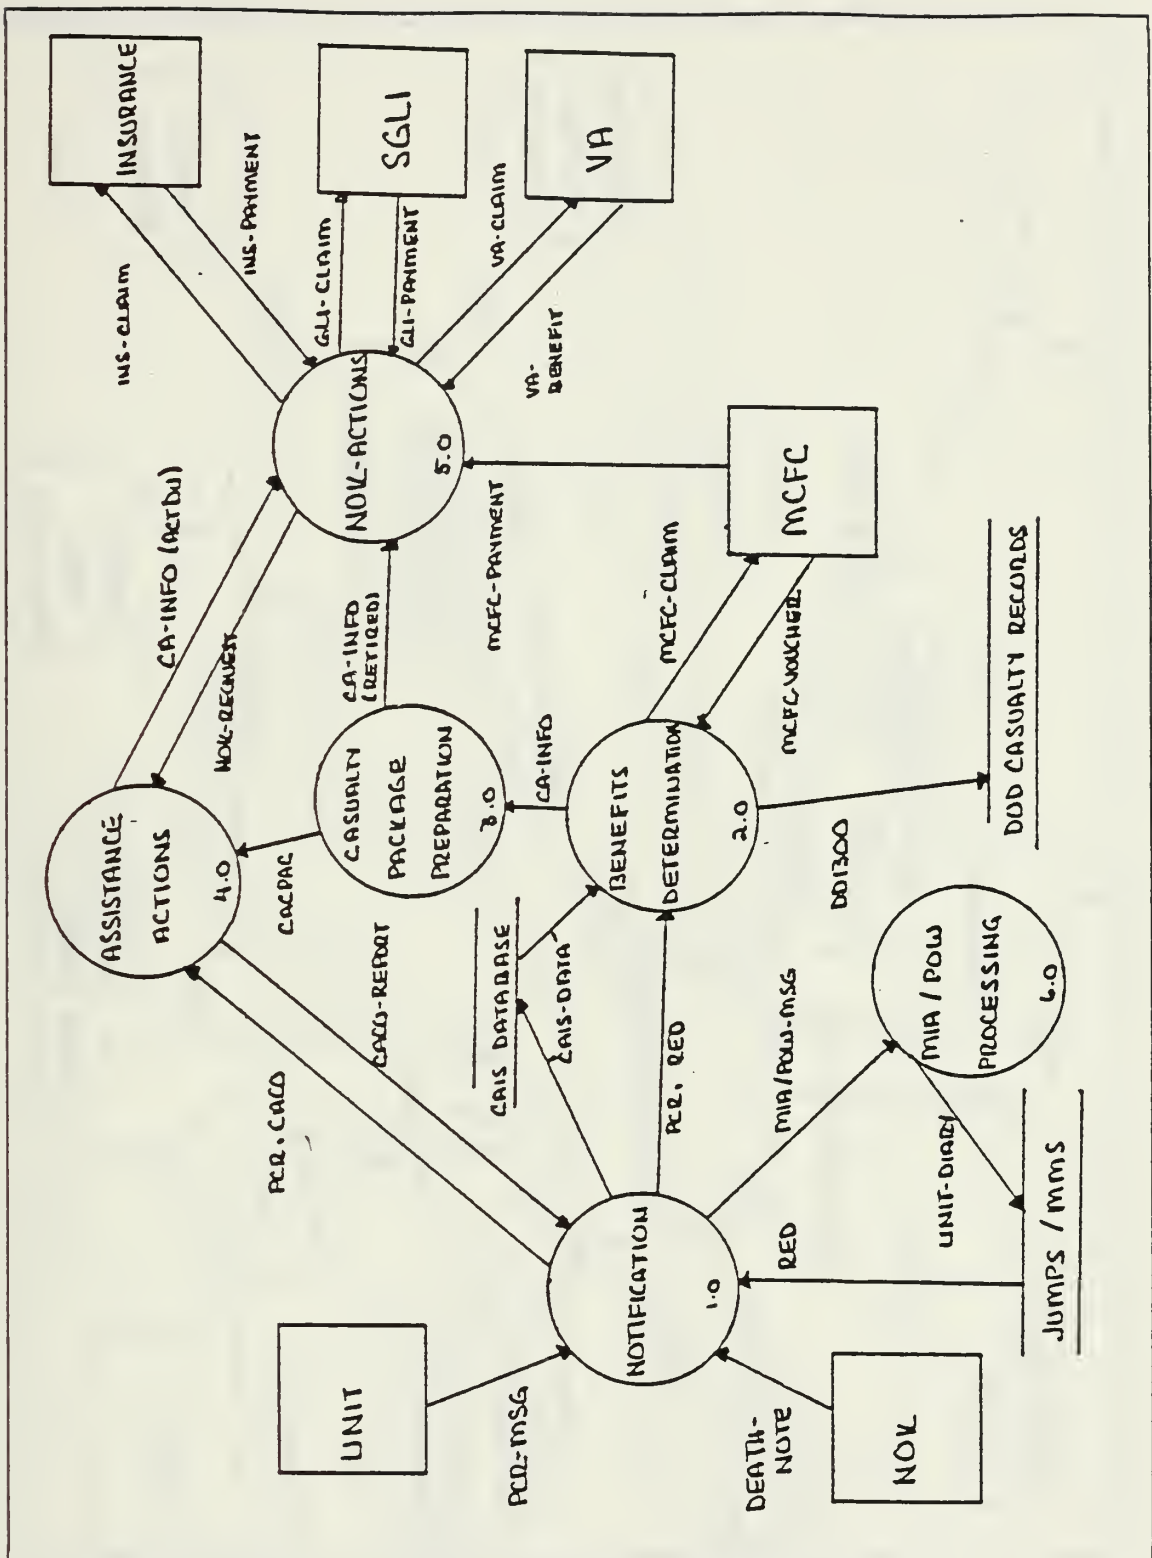 INSURANCE
INS-CLAIM
INS-PAYMENT
SGLI
GLI-CLAIM
GLI-PAYMENT
VA
VA-CLAIM
VA-
BENEFIT
NOK-ACTIONS
5.0
CA-INFO (ACTDU)
NOK-REQUEST
CA-INFO
(RETIRED)
MCFC-PAYMENT
MCFC
MCFC-CLAIM
MCFC-VOUCHER
ASSISTANCE
ACTIONS
4.0
CACPAC
CASUALTY
PACKAGE
PREPARATION
3.0
CA-INFO
BENEFITS
DETERMINATION
2.0
DD1300
DOD CASUALTY RECORDS
PCR, CACO
CACO-REPORT
CAIS DATABASE
CAIS-DATA
PCR, RED
MIA/POW-MSG
MIA / POW
PROCESSING
6.0
UNIT-DIARY
JUMPS / MMS
RED
NOTIFICATION
1.0
UNIT
PCR-MSG
DEATH-
NOTE
NOK